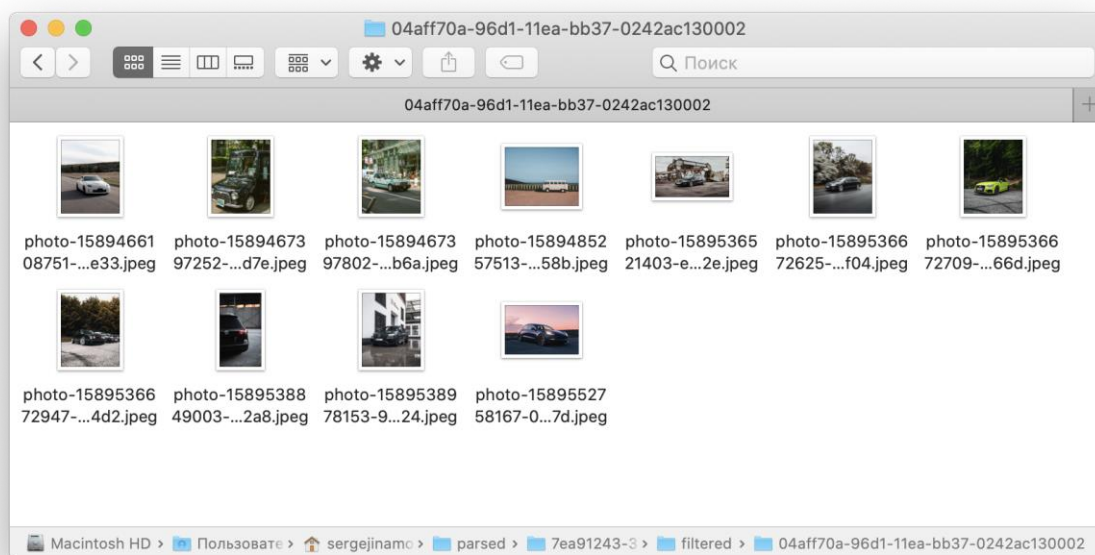 04aff70a-96d1-11ea-bb37-0242ac130002
Поиск
04aff70a-96d1-11ea-bb37-0242ac130002
photo-15894661 photo-15894673 photo-15894673 photo-15894852 photo-15895365 photo-15895366 photo-15895366
08751-...e33.jpeg 97252-...d7e.jpeg 97802-...b6a.jpeg 57513-...58b.jpeg 21403-e...2e.jpeg 72625-...f04.jpeg 72709-...66d.jpeg
photo-15895366 photo-15895388 photo-15895389 photo-15895527
72947-...4d2.jpeg 49003-...2a8.jpeg 78153-9...24.jpeg 58167-0...7d.jpeg
Macintosh HD › Пользовате › sergejinamo › parsed › 7ea91243-3 › filtered › 04aff70a-96d1-11ea-bb37-0242ac130002